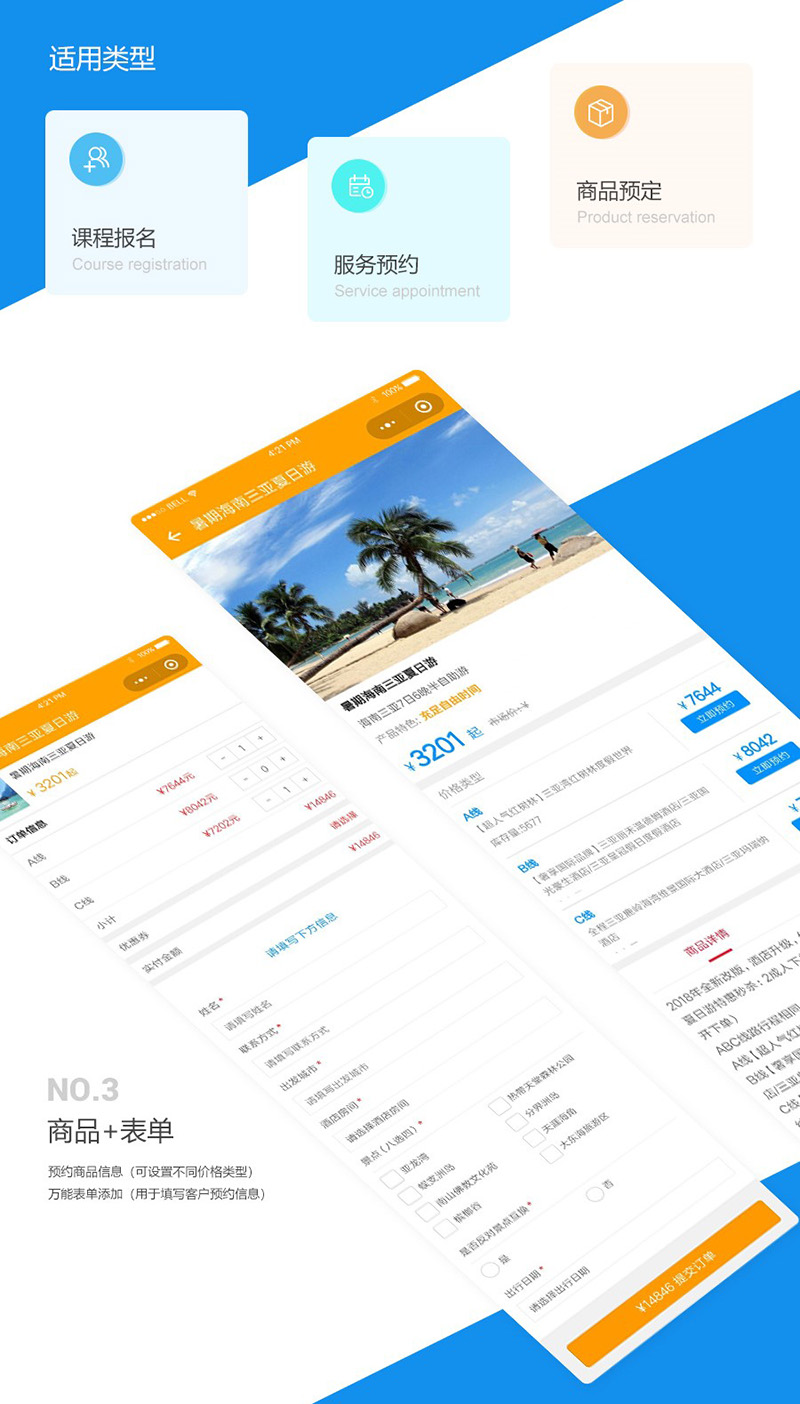 适用类型
课程报名
Course registration
服务预约
Service appointment
商品预定
Product reservation
BELL
4:21 PM
100%
暑期海南三亚夏日游
暑期海南三亚夏日游
海南三亚7日6晚半自助游
产品特色: 充足自由时间
¥3201 起 市场价:¥
价格类型
A线
【超人气红树林】三亚湾红树林度假世界
库存量:5677
¥7644
立即预约
B线
【奢享国际品牌】三亚丽禾温德姆酒店/三亚国
光豪生酒店/三亚皇冠假日度假酒店
¥8042
立即预约
C线
全程三亚鹿岭海湾维景国际大酒店/三亚玛瑞纳
酒店
商品详情
2018年全新改版，酒店升级，
夏日游特惠秒杀：2成人下
开下单）
ABC线路行程相同
A线【超人气红
B线【奢享国
店/三亚
C线
4:21 PM
100%
海南三亚夏日游
暑期海南三亚夏日游
¥3201起
订单信息
A线 ¥7644元 - 1 +
B线 ¥8042元 - 0 +
C线 ¥7202元 - 1 +
小计 ¥14846
优惠券 请选择
实付金额 ¥14846
请填写下方信息
姓名*
请填写姓名
联系方式*
请填写联系方式
出发城市*
请填写出发城市
酒店房间*
请选择酒店房间
景点（八选四）*
亚龙湾 热带天堂森林公园
蜈支洲岛 分界洲岛
南山佛教文化苑 天涯海角
槟榔谷 大东海旅游区
是否反对景点互换*
是 否
出行日期*
请选择出行日期
¥14846 提交订单
NO.3
商品+表单
预约商品信息（可设置不同价格类型）
万能表单添加（用于填写客户预约信息）